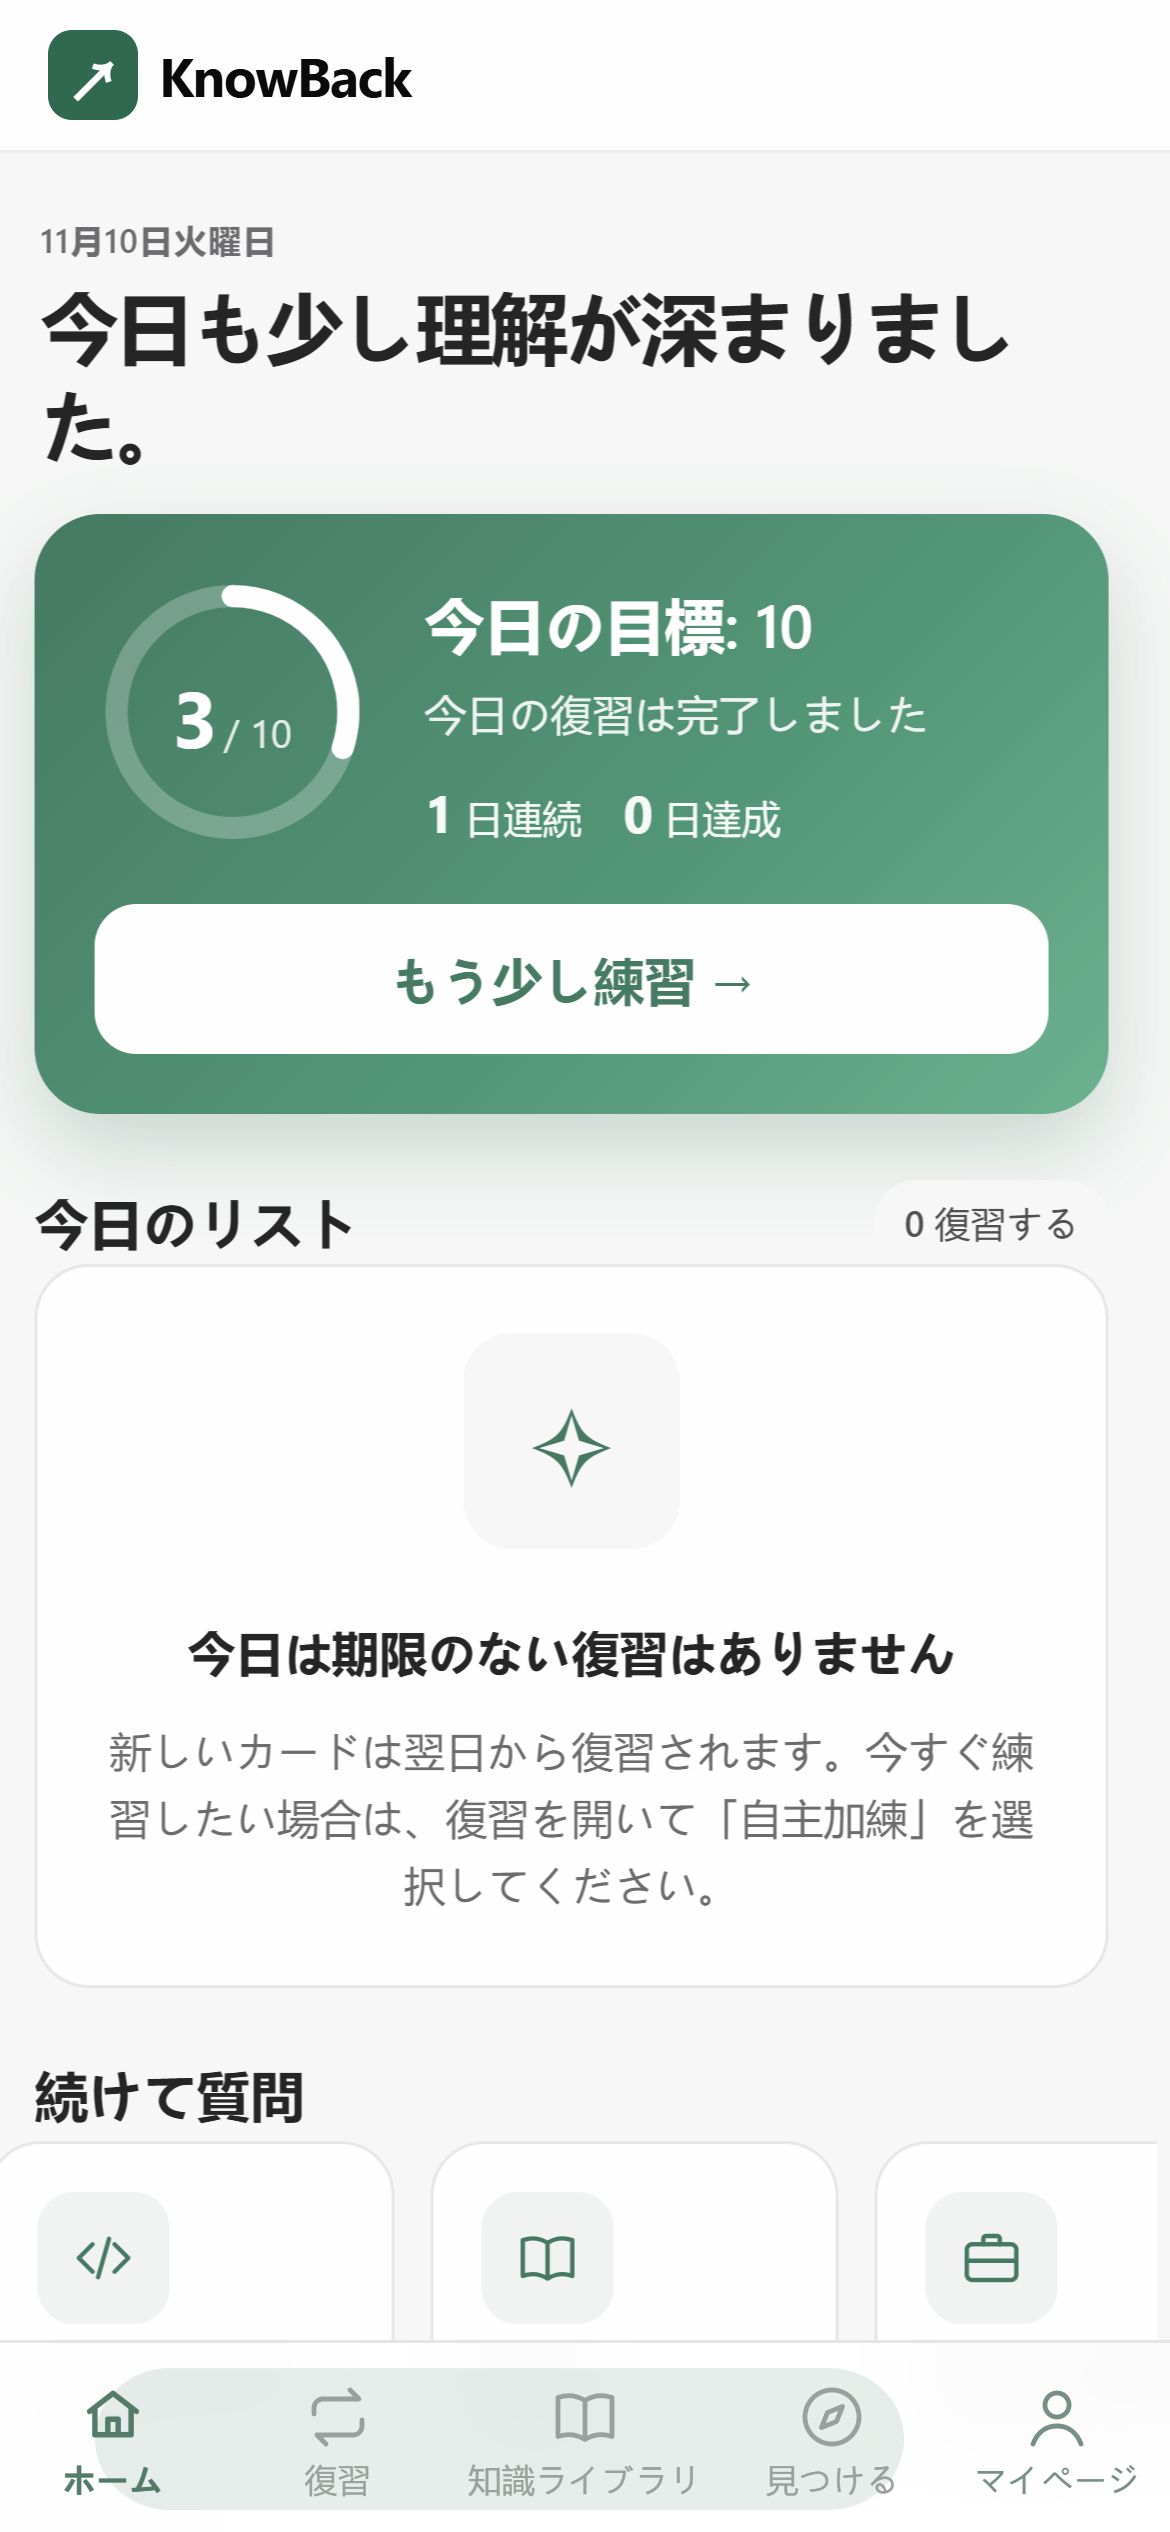 KnowBack
11月10日火曜日
今日も少し理解が深まりまし
た。
3 / 10
今日の目標: 10
今日の復習は完了しました
1 日連続 0 日達成
もう少し練習 →
今日のリスト
0 復習する
今日は期限のない復習はありません
新しいカードは翌日から復習されます。今すぐ練
習したい場合は、復習を開いて「自主加練」を選
択してください。
続けて質問
ホーム
復習
知識ライブラリ
見つける
マイページ